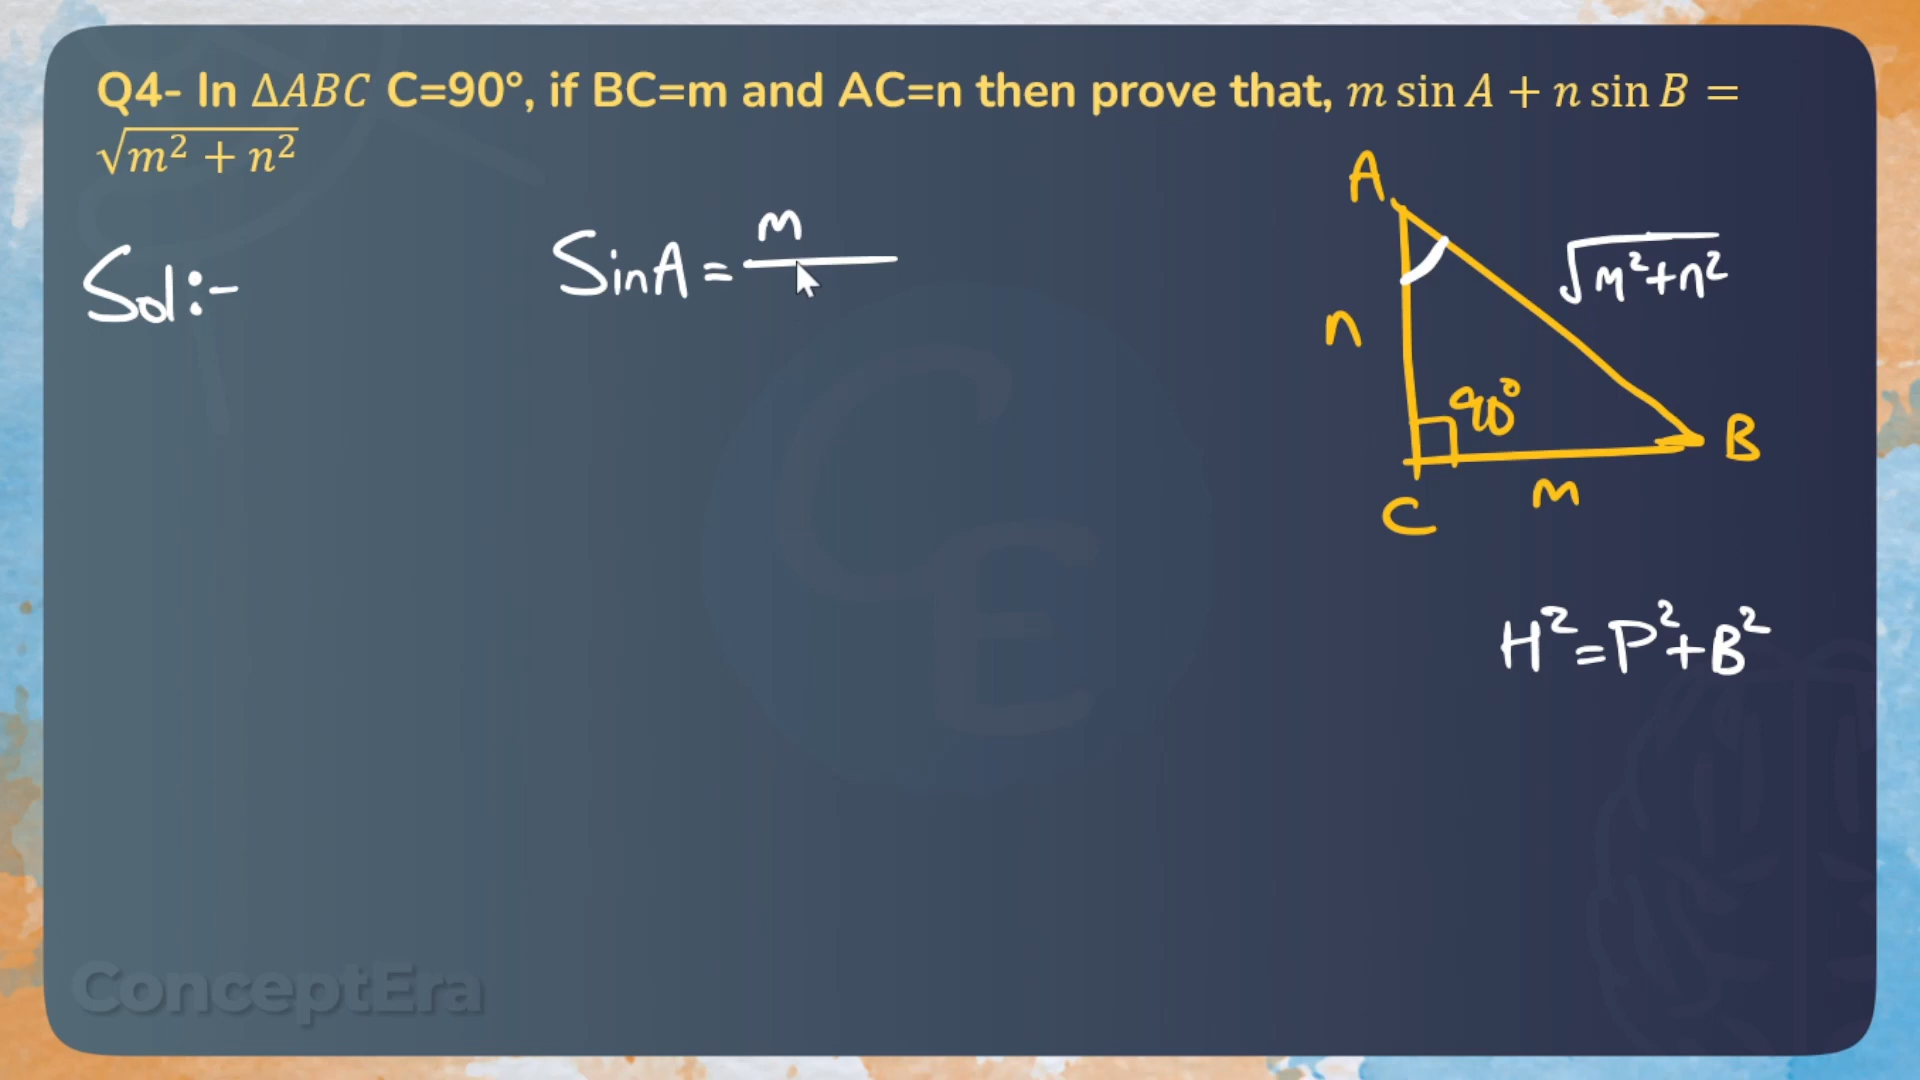 Q4- In ΔABC C=90°, if BC=m and AC=n then prove that, m sin A + n sin B =
√(m² + n²)
Sol:-
SinA = m
A
√(m²+n²)
n
90°
B
C
m
H²=P²+B²
CE
ConceptEra